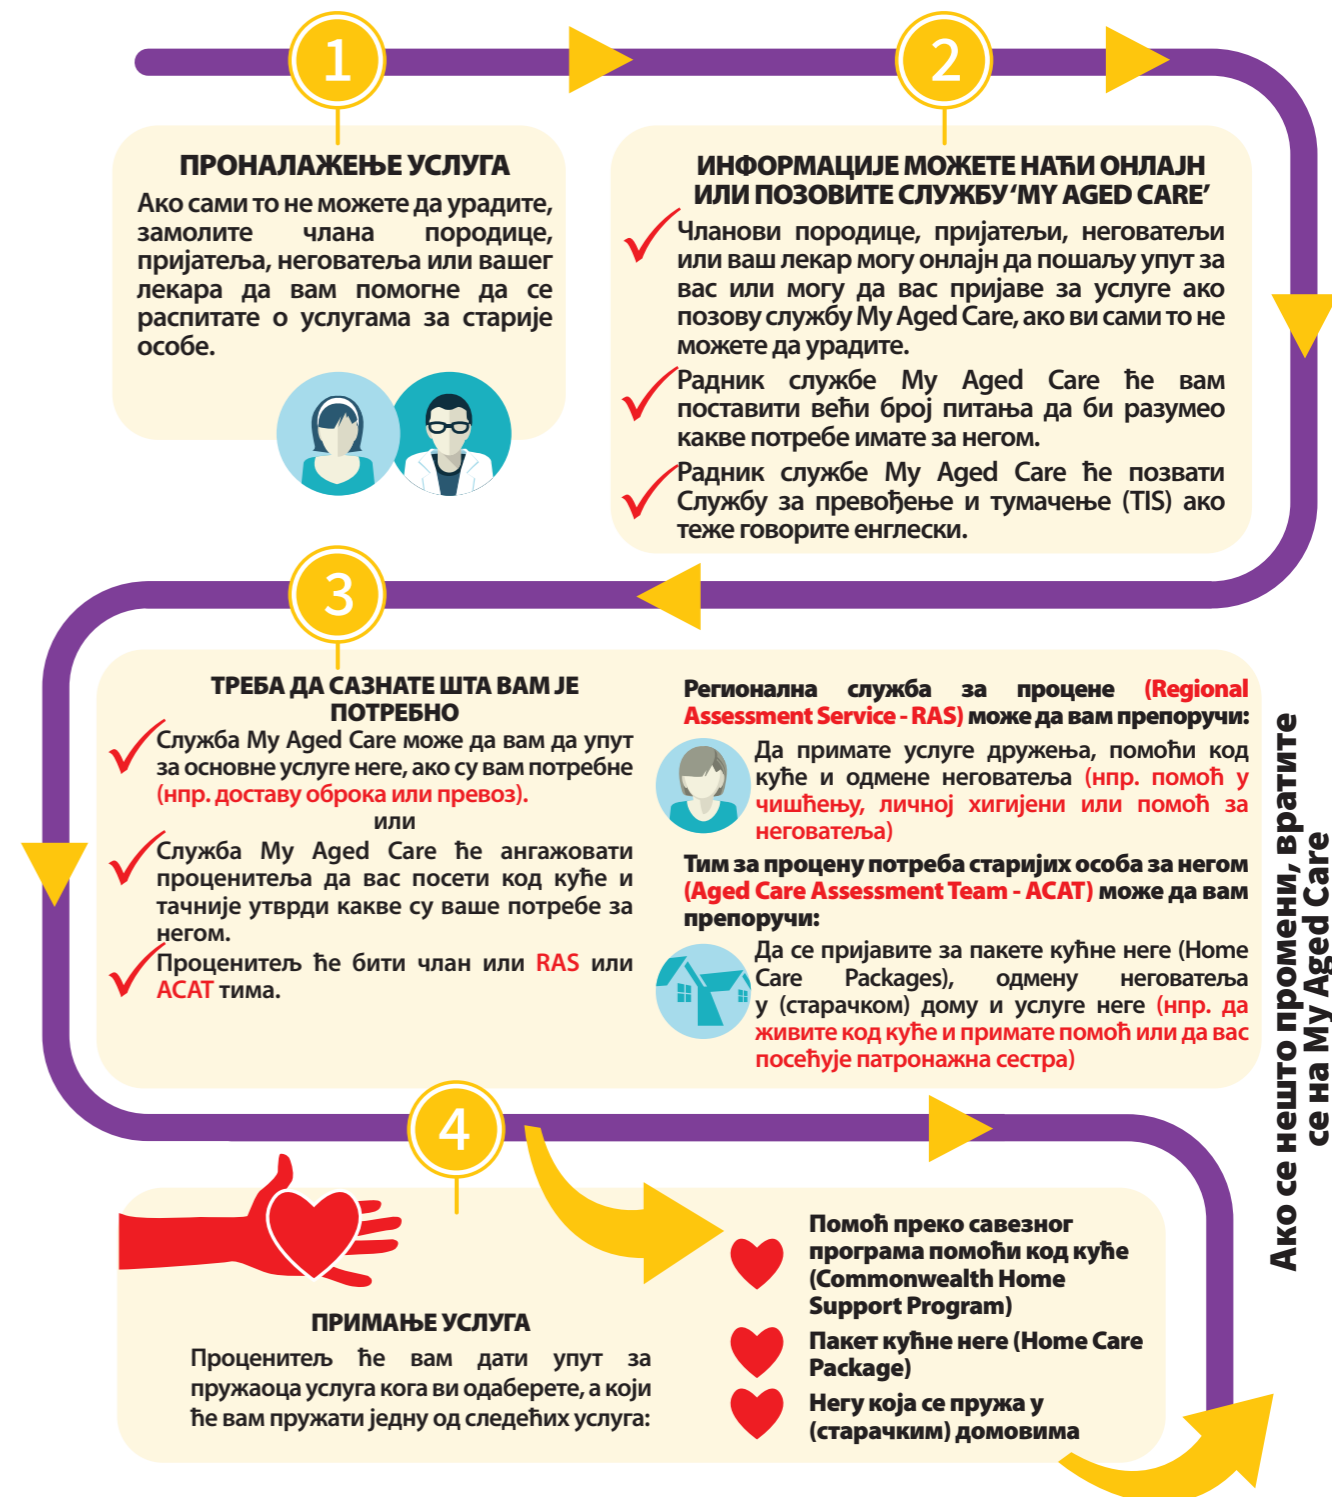 1
2
ПРОНАЛАЖЕЊЕ УСЛУГА
Ако сами то не можете да урадите,
замолите члана породице,
пријатеља, неговатеља или вашег
лекара да вам помогне да се
распитате о услугама за старије
особе.
ИНФОРМАЦИЈЕ МОЖЕТЕ НАЋИ ОНЛАЈН
ИЛИ ПОЗОВИТЕ СЛУЖБУ ‘MY AGED CARE’
Чланови породице, пријатељи, неговатељи
или ваш лекар могу онлајн да пошаљу упут за
вас или могу да вас пријаве за услуге ако
позову службу My Aged Care, ако ви сами то не
можете да урадите.
Радник службе My Aged Care ће вам
поставити већи број питања да би разумео
какве потребе имате за негом.
Радник службе My Aged Care ће позвати
Службу за превођење и тумачење (TIS) ако
теже говорите енглески.
3
ТРЕБА ДА САЗНАТЕ ШТА ВАМ ЈЕ
ПОТРЕБНО
Служба My Aged Care може да вам да упут
за основне услуге неге, ако су вам потребне
(нпр. доставу оброка или превоз).
или
Служба My Aged Care ће ангажовати
проценитеља да вас посети код куће и
тачније утврди какве су ваше потребе за
негом.
Проценитељ ће бити члан или RAS или
ACAT тима.
Регионална служба за процене (Regional
Assessment Service - RAS) може да вам препоручи:
Да примате услуге дружења, помоћи код
куће и одмене неговатеља (нпр. помоћ у
чишћењу, личној хигијени или помоћ за
неговатеља)
Тим за процену потреба старијих особа за негом
(Aged Care Assessment Team - ACAT) може да вам
препоручи:
Да се пријавите за пакете кућне неге (Home
Care Packages), одмену неговатеља
у (старачком) дому и услуге неге (нпр. да
живите код куће и примате помоћ или да вас
посећује патронажна сестра)
Ако се нешто промени, вратите
се на My Aged Care
4
ПРИМАЊЕ УСЛУГА
Проценитељ ће вам дати упут за
пружаоца услуга кога ви одаберете, а који
ће вам пружати једну од следећих услуга:
Помоћ преко савезног
програма помоћи код куће
(Commonwealth Home
Support Program)
Пакет кућне неге (Home Care
Package)
Негу која се пружа у
(старачким) домовима